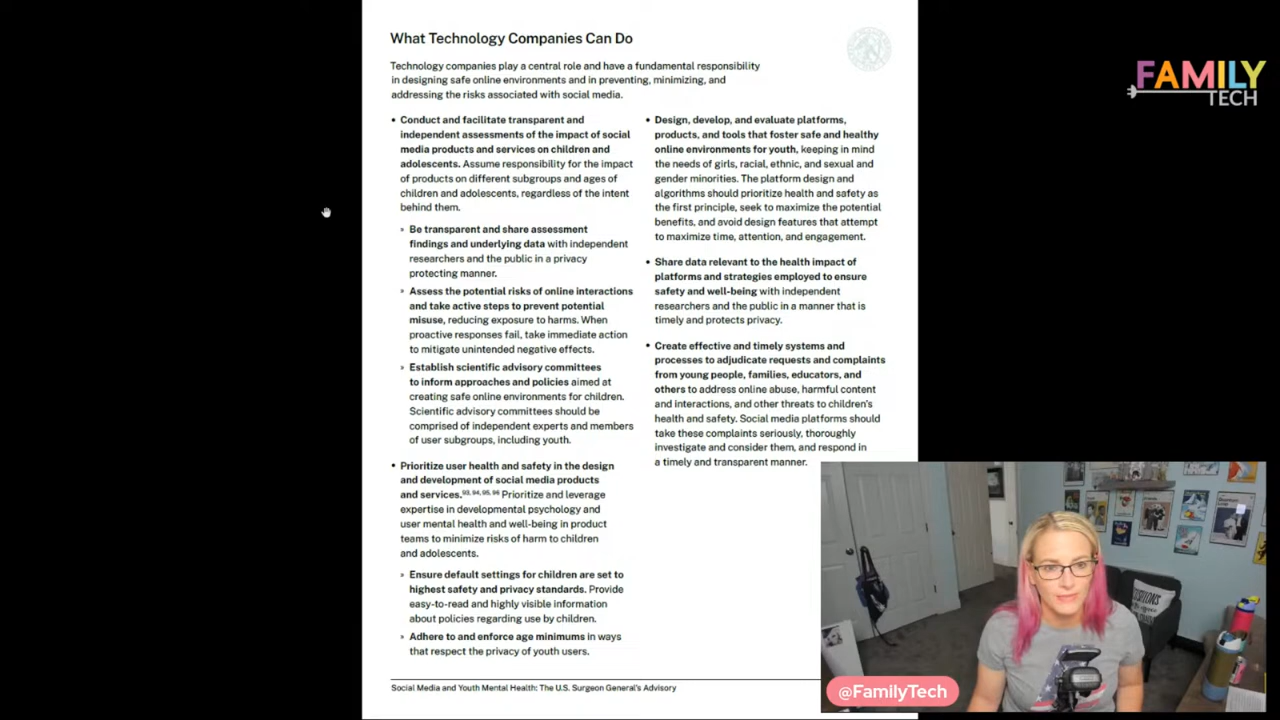 What Technology Companies Can Do
Technology companies play a central role and have a fundamental responsibility
in designing safe online environments and in preventing, minimizing, and
addressing the risks associated with social media.
• Conduct and facilitate transparent and
independent assessments of the impact of social
media products and services on children and
adolescents. Assume responsibility for the impact
of products on different subgroups and ages of
children and adolescents, regardless of the intent
behind them.
» Be transparent and share assessment
findings and underlying data with independent
researchers and the public in a privacy
protecting manner.
» Assess the potential risks of online interactions
and take active steps to prevent potential
misuse, reducing exposure to harms. When
proactive responses fail, take immediate action
to mitigate unintended negative effects.
» Establish scientific advisory committees
to inform approaches and policies aimed at
creating safe online environments for children.
Scientific advisory committees should be
comprised of independent experts and members
of user subgroups, including youth.
• Prioritize user health and safety in the design
and development of social media products
and services.93, 94, 95, 96 Prioritize and leverage
expertise in developmental psychology and
user mental health and well-being in product
teams to minimize risks of harm to children
and adolescents.
» Ensure default settings for children are set to
highest safety and privacy standards. Provide
easy-to-read and highly visible information
about policies regarding use by children.
» Adhere to and enforce age minimums in ways
that respect the privacy of youth users.
• Design, develop, and evaluate platforms,
products, and tools that foster safe and healthy
online environments for youth, keeping in mind
the needs of girls, racial, ethnic, and sexual and
gender minorities. The platform design and
algorithms should prioritize health and safety as
the first principle, seek to maximize the potential
benefits, and avoid design features that attempt
to maximize time, attention, and engagement.
• Share data relevant to the health impact of
platforms and strategies employed to ensure
safety and well-being with independent
researchers and the public in a manner that is
timely and protects privacy.
• Create effective and timely systems and
processes to adjudicate requests and complaints
from young people, families, educators, and
others to address online abuse, harmful content
and interactions, and other threats to children's
health and safety. Social media platforms should
take these complaints seriously, thoroughly
investigate and consider them, and respond in
a timely and transparent manner.
Social Media and Youth Mental Health: The U.S. Surgeon General's Advisory
FAMILY
TECH
@FamilyTech